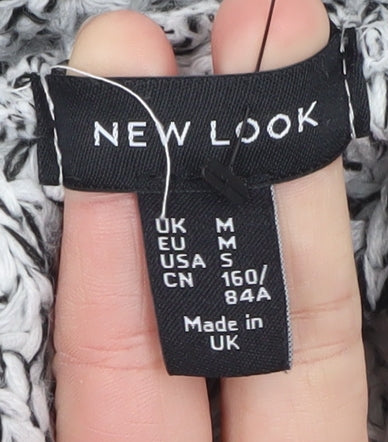 NEW LOOK
UK M
EU M
USA S
CN 160/
84A
Made in
UK